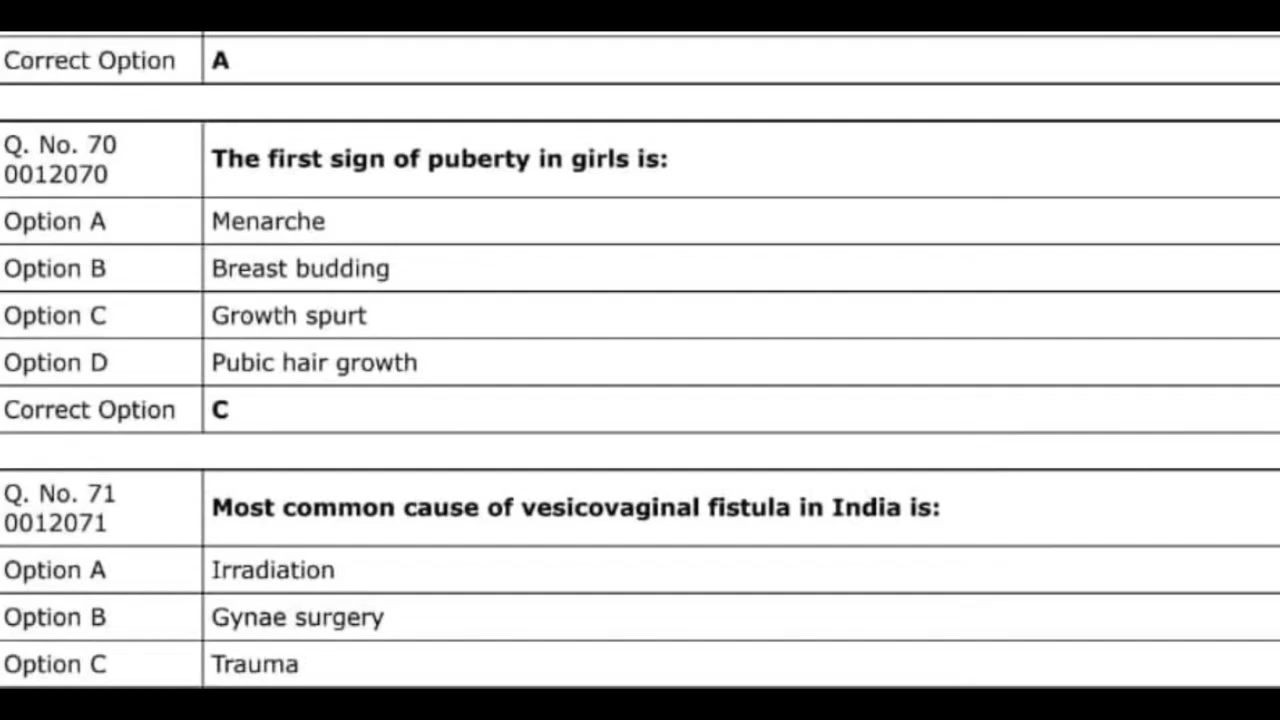 Correct Option A
Q. No. 70
0012070
The first sign of puberty in girls is:
Option A Menarche
Option B Breast budding
Option C Growth spurt
Option D Pubic hair growth
Correct Option C
Q. No. 71
0012071
Most common cause of vesicovaginal fistula in India is:
Option A Irradiation
Option B Gynae surgery
Option C Trauma